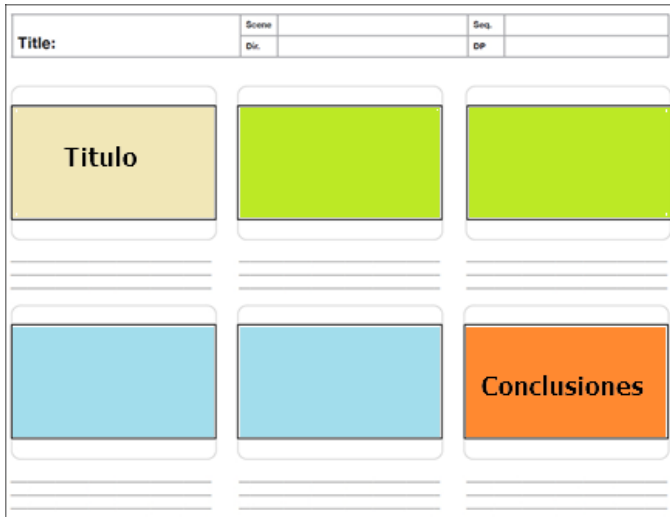 Scene
Seq.
Title:
Dir.
DP
Titulo
Conclusiones